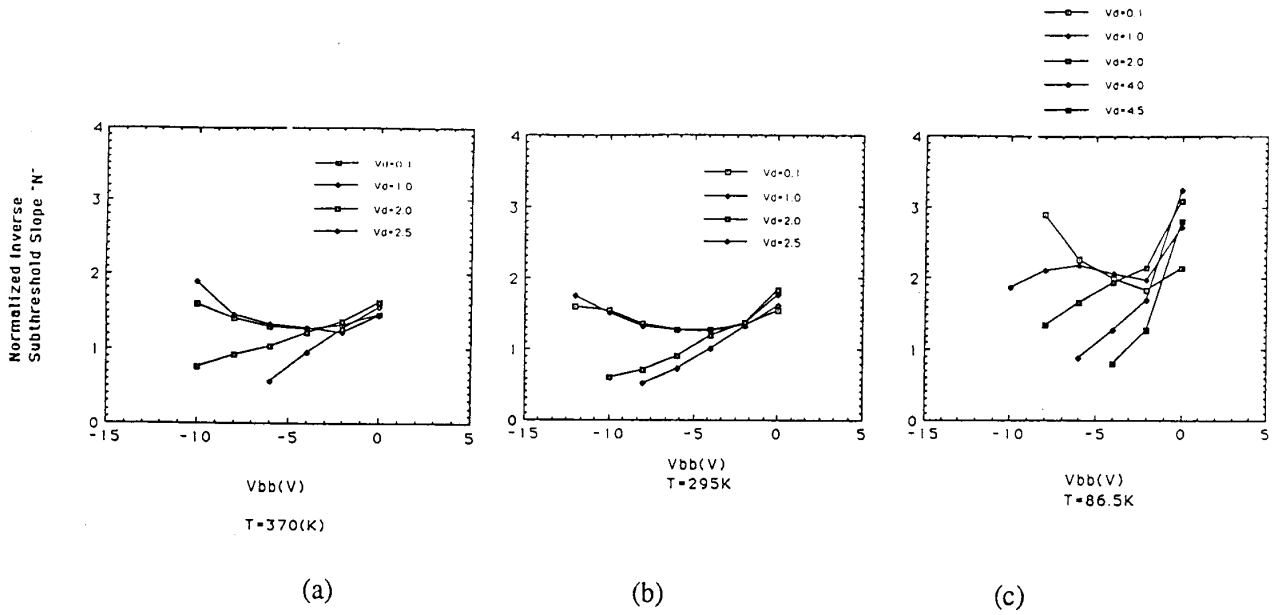 Normalized Inverse
Subthreshold Slope "N"
4
3
2
1
0
-15
-10
-5
0
5
Vd=0.1
Vd=1.0
Vd=2.0
Vd=2.5
Vbb(V)
T=370(K)
(a)
4
3
2
1
0
-15
-10
-5
0
5
Vd=0.1
Vd=1.0
Vd=2.0
Vd=2.5
Vbb(V)
T=295K
(b)
Vd=0.1
Vd=1.0
Vd=2.0
Vd=4.0
Vd=4.5
4
3
2
1
0
-15
-10
-5
0
5
Vbb(V)
T=86.5K
(c)